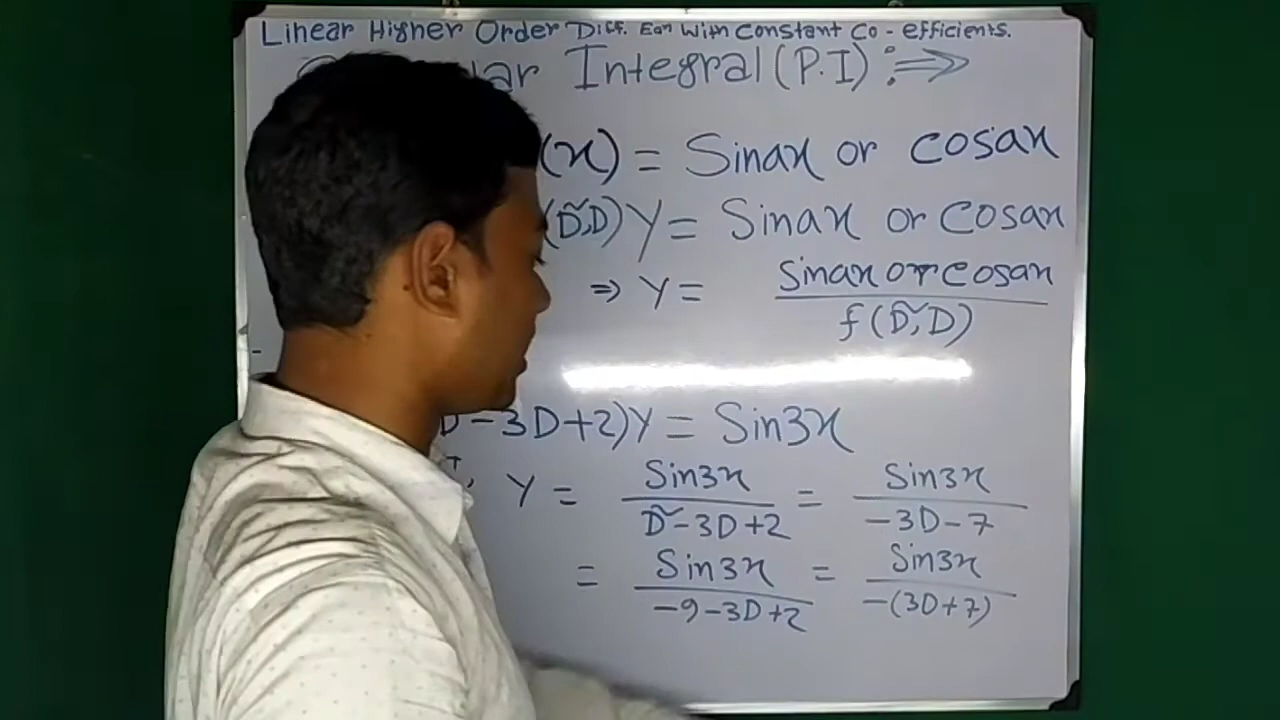 Linear Higher Order Diff. Eqn With Constant Co-efficients.
Integral (P.I) : ⇒
(x) = Sinax or cosax
(D̃,D) Y = Sinax or cosax
⇒ Y = sinax or cosax / f(D̃,D)
-3D+2)Y = Sin3x
Y = Sin3x / D̃-3D+2 = Sin3x / -3D-7
= Sin3x / -9-3D+2 = Sin3x / -(3D+7)